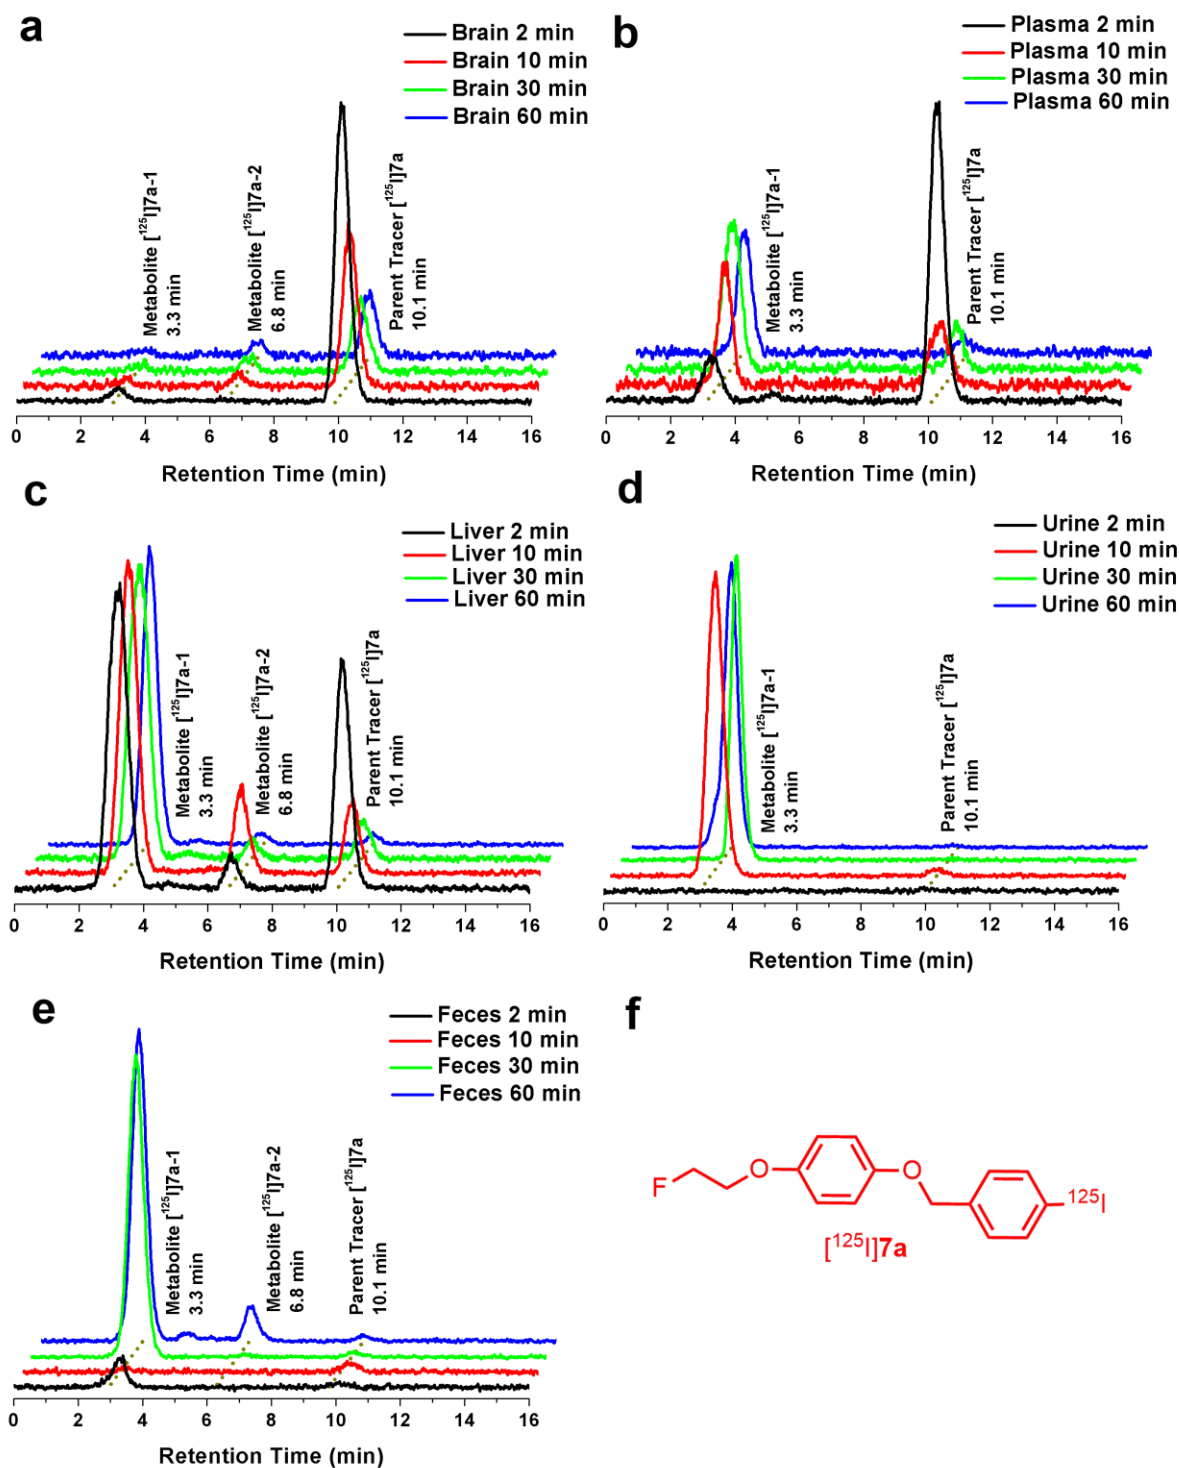 a
Brain 2 min
Brain 10 min
Brain 30 min
Brain 60 min
Metabolite [¹²⁵I]7a-1
3.3 min
Metabolite [¹²⁵I]7a-2
6.8 min
Parent Tracer [¹²⁵I]7a
10.1 min
0 2 4 6 8 10 12 14 16
Retention Time (min)
b
Plasma 2 min
Plasma 10 min
Plasma 30 min
Plasma 60 min
Metabolite [¹²⁵I]7a-1
3.3 min
Parent Tracer [¹²⁵I]7a
10.1 min
0 2 4 6 8 10 12 14 16
Retention Time (min)
c
Liver 2 min
Liver 10 min
Liver 30 min
Liver 60 min
Metabolite [¹²⁵I]7a-1
3.3 min
Metabolite [¹²⁵I]7a-2
6.8 min
Parent Tracer [¹²⁵I]7a
10.1 min
0 2 4 6 8 10 12 14 16
Retention Time (min)
d
Urine 2 min
Urine 10 min
Urine 30 min
Urine 60 min
Metabolite [¹²⁵I]7a-1
3.3 min
Parent Tracer [¹²⁵I]7a
10.1 min
0 2 4 6 8 10 12 14 16
Retention Time (min)
e
Feces 2 min
Feces 10 min
Feces 30 min
Feces 60 min
Metabolite [¹²⁵I]7a-1
3.3 min
Metabolite [¹²⁵I]7a-2
6.8 min
Parent Tracer [¹²⁵I]7a
10.1 min
0 2 4 6 8 10 12 14 16
Retention Time (min)
f
F O O ¹²⁵I
[¹²⁵I]7a